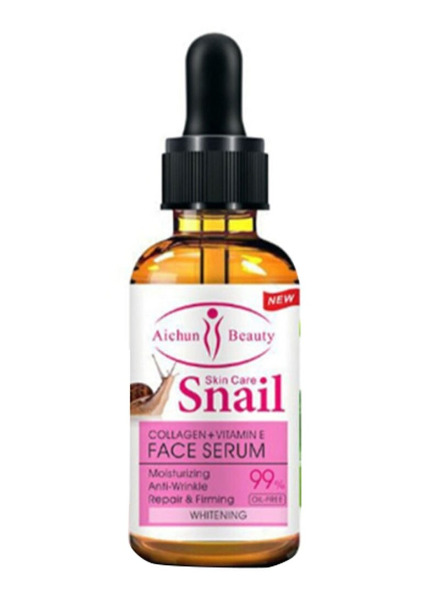 NEW
Aichun Beauty
Skin Care
Snail
COLLAGEN+VITAMIN E
FACE SERUM
Moisturizing
Anti-Wrinkle
Repair & Firming
99%
OIL-FREE
WHITENING